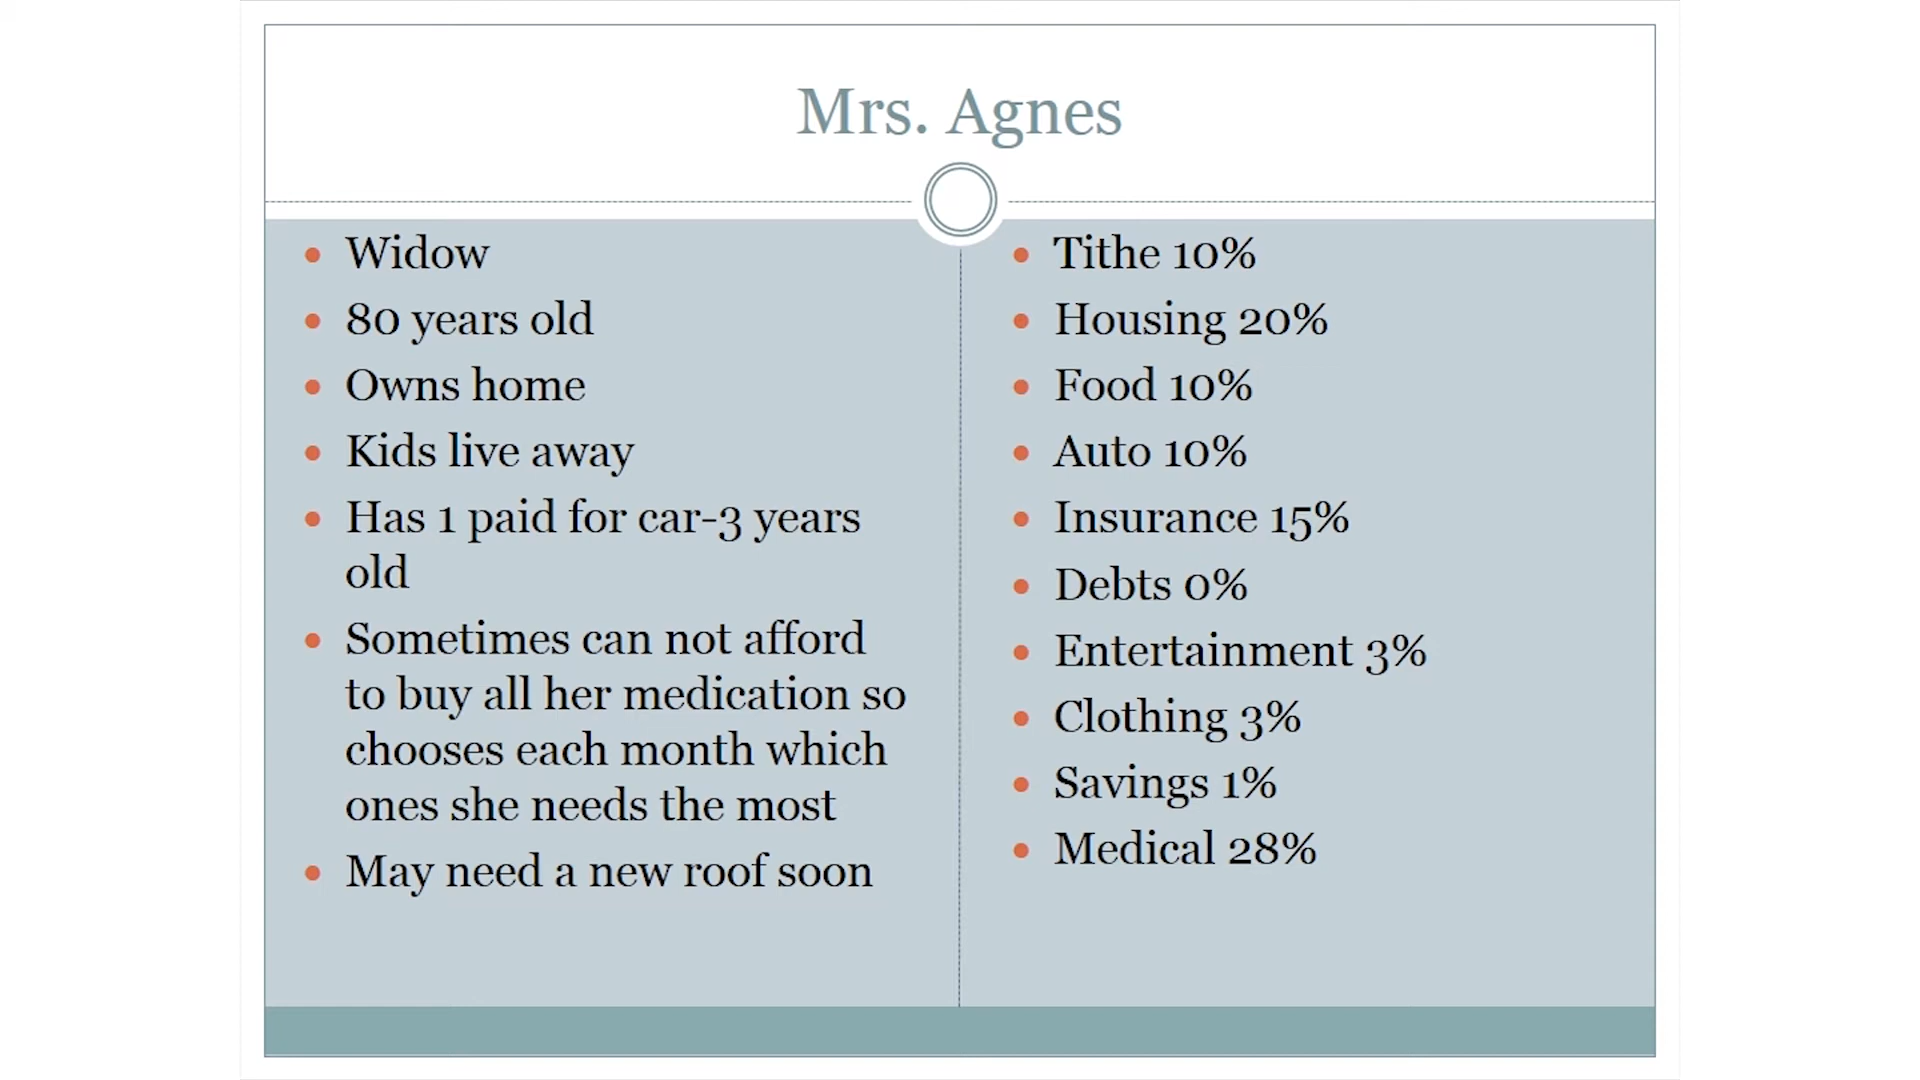 Mrs. Agnes
Widow
80 years old
Owns home
Kids live away
Has 1 paid for car-3 years
old
Sometimes can not afford
to buy all her medication so
chooses each month which
ones she needs the most
May need a new roof soon
Tithe 10%
Housing 20%
Food 10%
Auto 10%
Insurance 15%
Debts 0%
Entertainment 3%
Clothing 3%
Savings 1%
Medical 28%